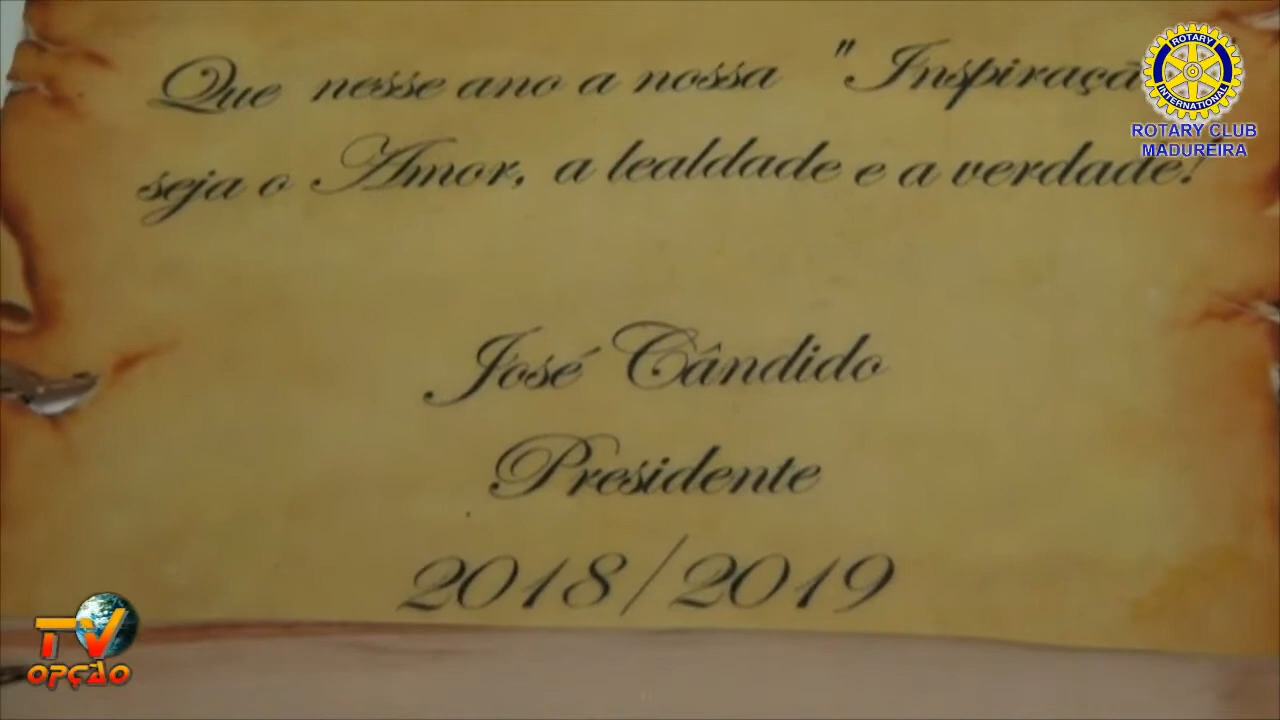 Que nesse ano a nossa "Inspiraçã
seja o Amor, a lealdade e a verdade!
José Cândido
Presidente
2018/2019
ROTARY
INTERNATIONAL
ROTARY CLUB
MADUREIRA
TV
OPÇÃO